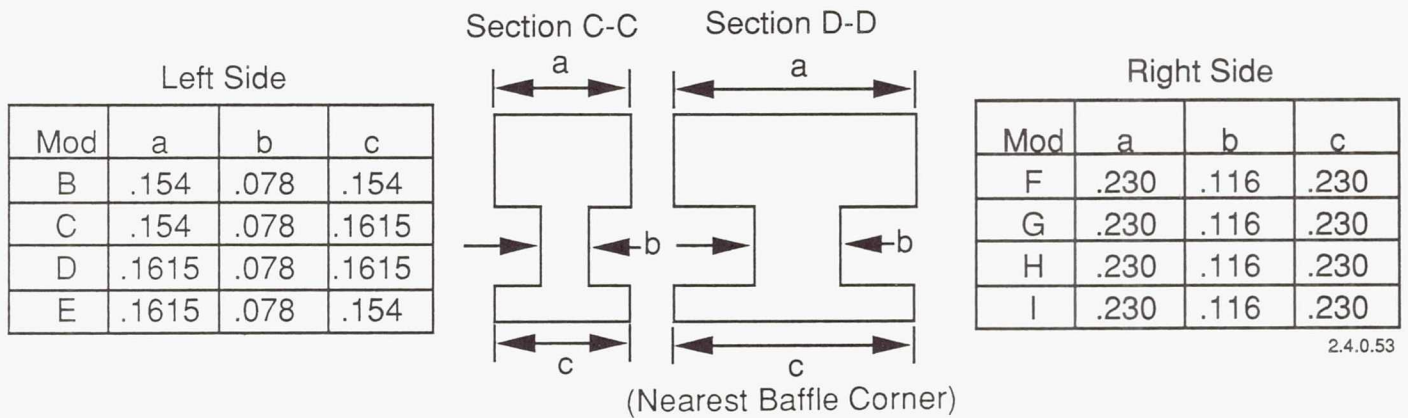 Section C-C
Section D-D
Left Side
Mod a b c
B .154 .078 .154
C .154 .078 .1615
D .1615 .078 .1615
E .1615 .078 .154
a
a
b
b
c
c
(Nearest Baffle Corner)
Right Side
Mod a b c
F .230 .116 .230
G .230 .116 .230
H .230 .116 .230
I .230 .116 .230
2.4.0.53